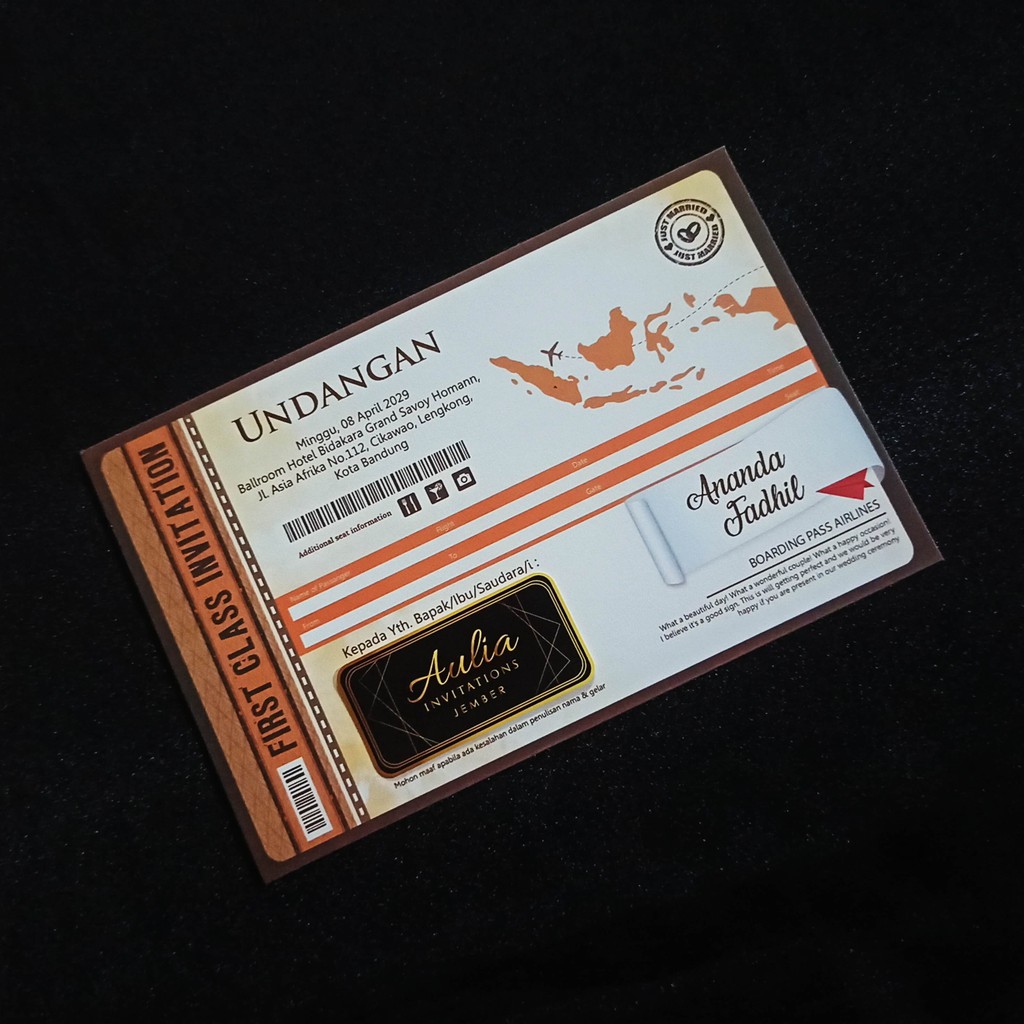 FIRST CLASS INVITATION
UNDANGAN
Minggu, 08 April 2029
Ballroom Hotel Bidakara Grand Savoy Homann,
Jl. Asia Afrika No.112, Cikawao, Lengkong,
Kota Bandung
Additional seat information
JUST MARRIED
JUST MARRIED
Name of Passenger
Flight
Date
Time
From
To
Gate
Seat
Ananda
Fadhil
BOARDING PASS AIRLINES
What a beautiful day! What a wonderful couple! What a happy occasion!
I believe it's a good sign. This is will getting perfect and we would be very
happy if you are present in our wedding ceremony
Kepada Yth. Bapak/Ibu/Saudara/i :
Aulia
INVITATIONS
JEMBER
Mohon maaf apabila ada kesalahan dalam penulisan nama & gelar